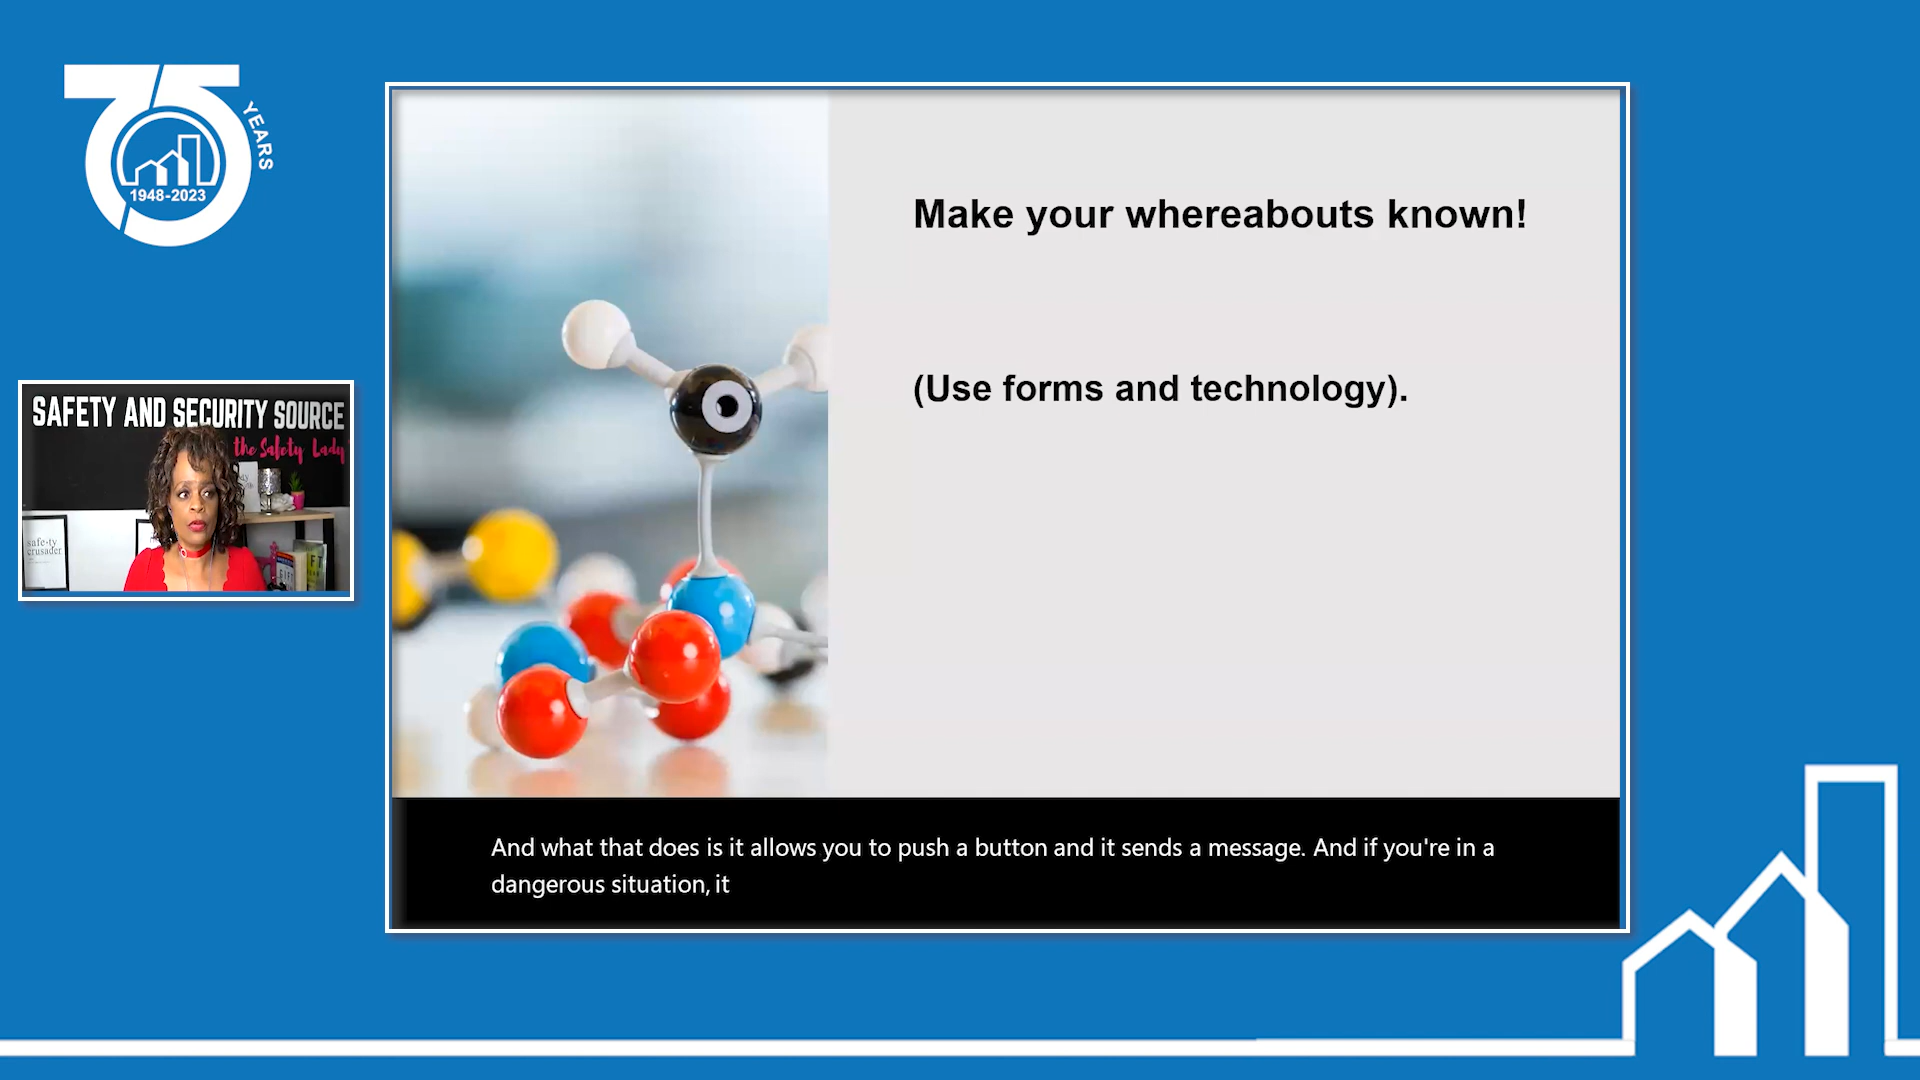 75
YEARS
1948-2023
Make your whereabouts known!
(Use forms and technology).
SAFETY AND SECURITY SOURCE
the Safety Lady
safe-ty
crusader
And what that does is it allows you to push a button and it sends a message. And if you're in a
dangerous situation, it